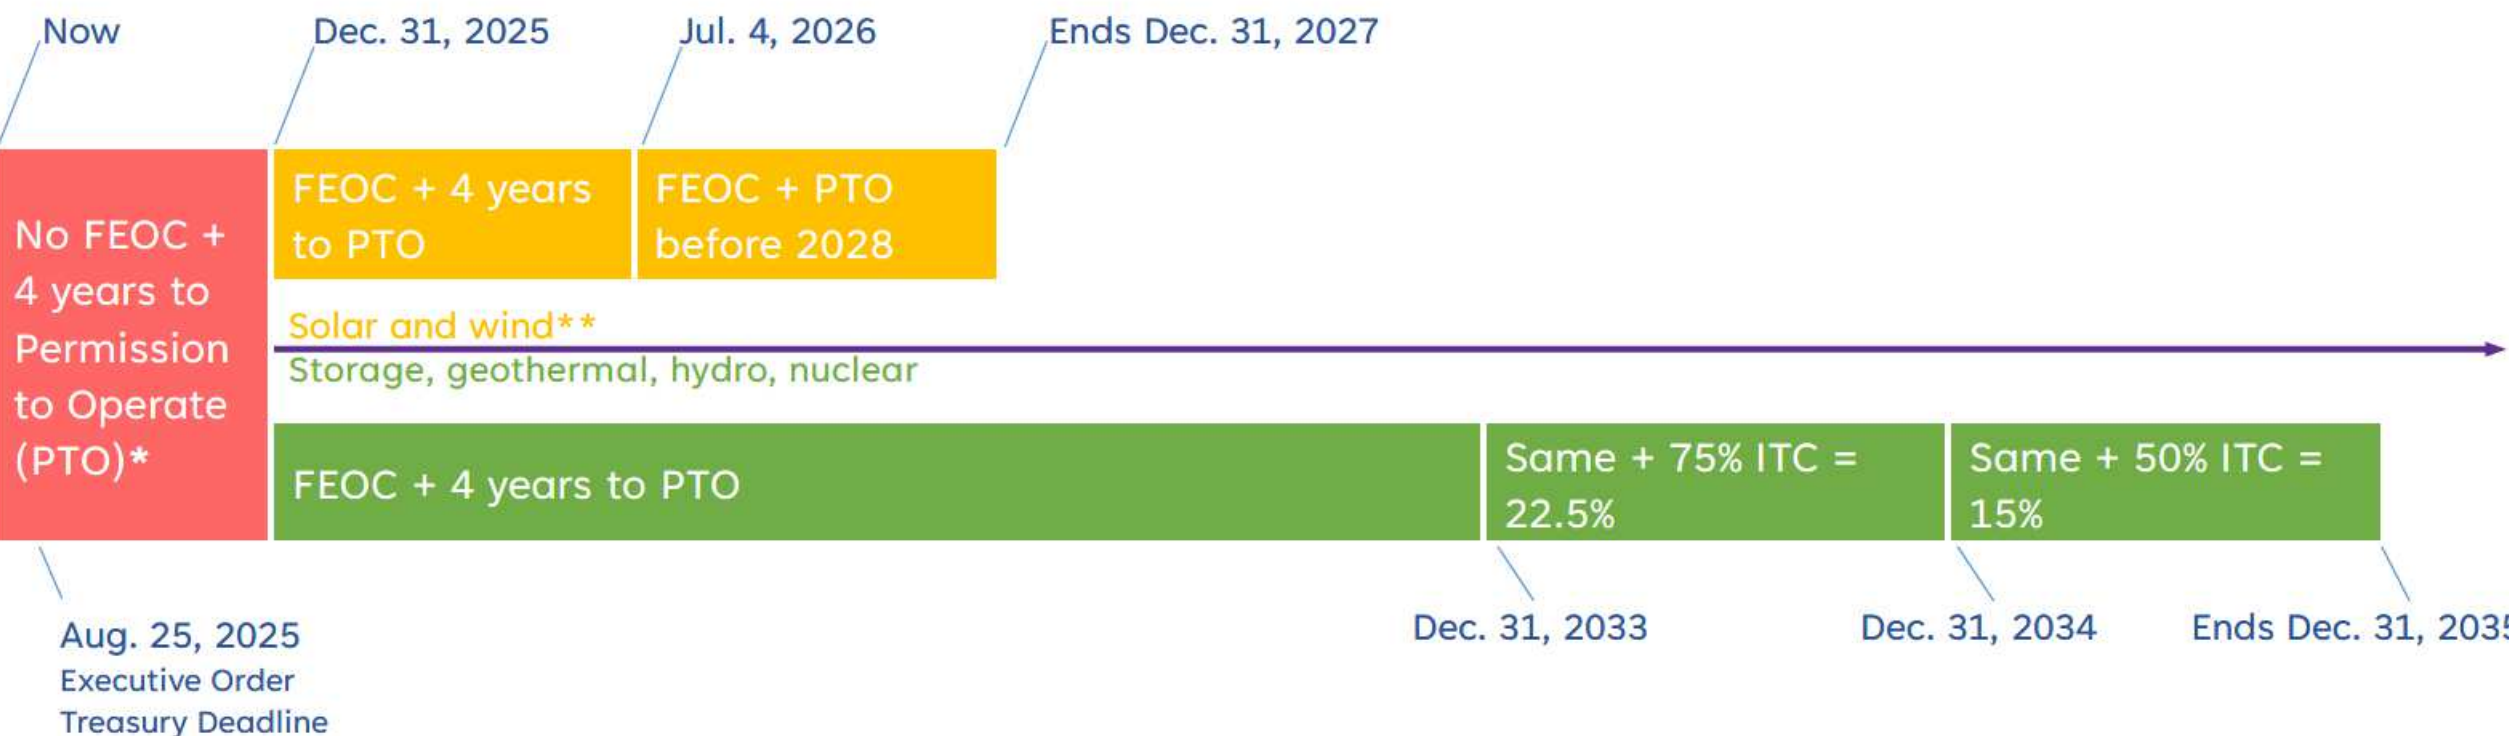 Now
Dec. 31, 2025
Jul. 4, 2026
Ends Dec. 31, 2027
No FEOC +
4 years to
Permission
to Operate
(PTO)*
FEOC + 4 years
to PTO
FEOC + PTO
before 2028
Solar and wind**
Storage, geothermal, hydro, nuclear
FEOC + 4 years to PTO
Same + 75% ITC =
22.5%
Same + 50% ITC =
15%
Aug. 25, 2025
Executive Order
Treasury Deadline
Dec. 31, 2033
Dec. 31, 2034
Ends Dec. 31, 2035